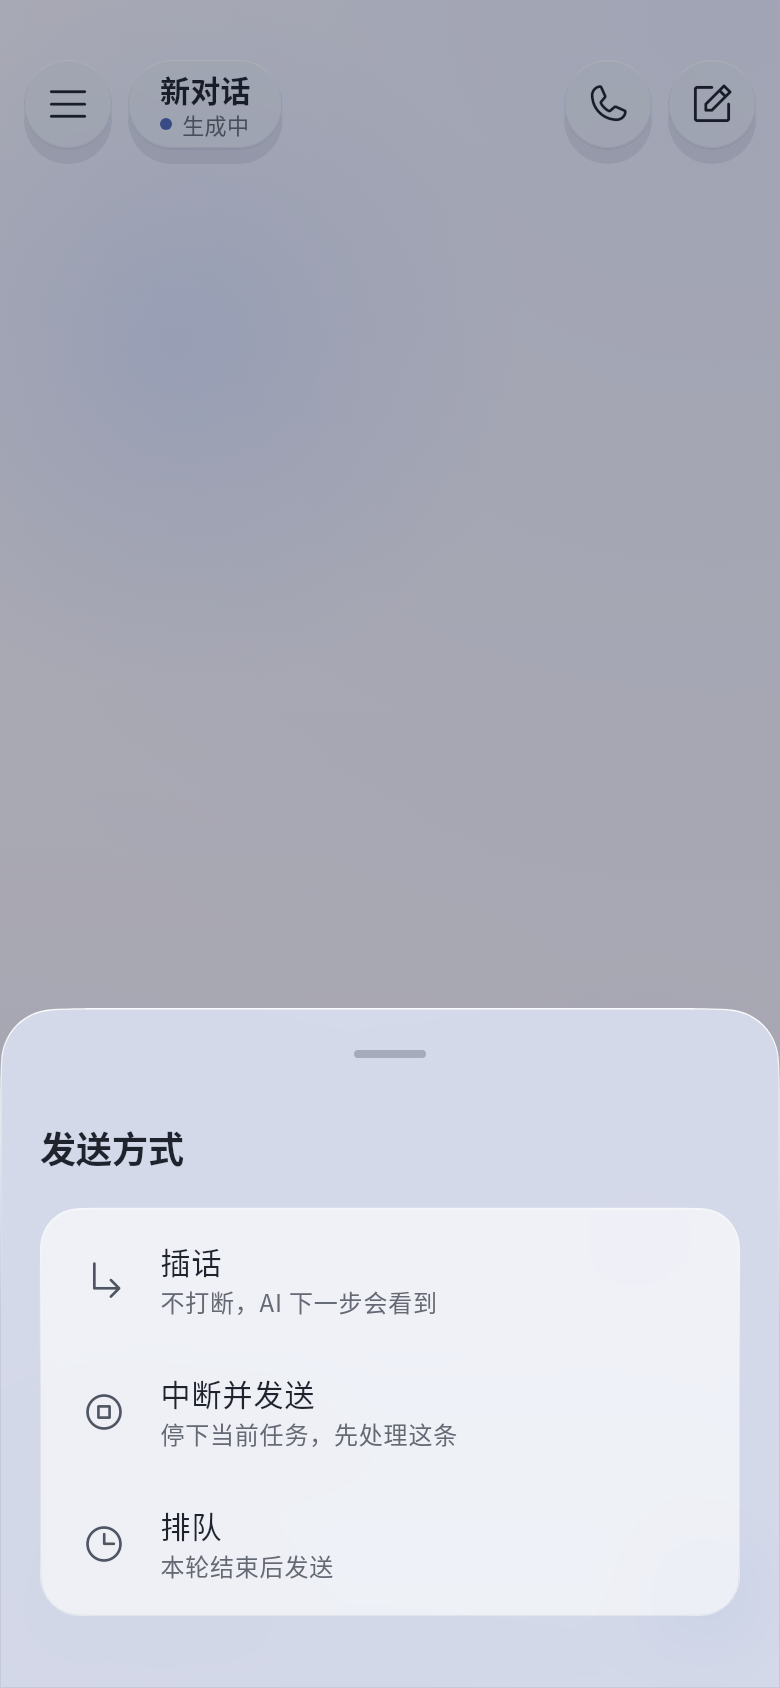 新对话
生成中
发送方式
插话
不打断，AI 下一步会看到
中断并发送
停下当前任务，先处理这条
排队
本轮结束后发送